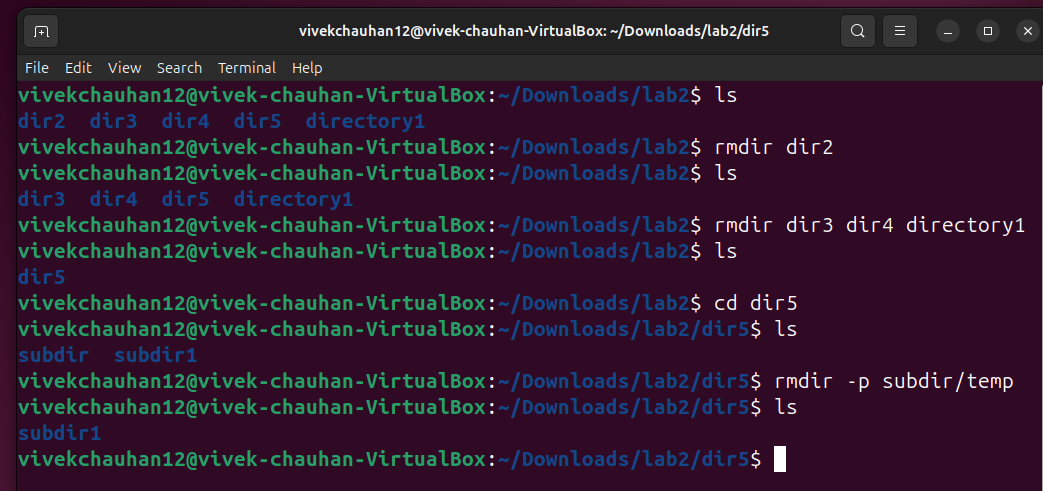 vivekchauhan12@vivek-chauhan-VirtualBox: ~/Downloads/lab2/dir5
File Edit View Search Terminal Help
vivekchauhan12@vivek-chauhan-VirtualBox:~/Downloads/lab2$ ls
dir2  dir3  dir4  dir5  directory1
vivekchauhan12@vivek-chauhan-VirtualBox:~/Downloads/lab2$ rmdir dir2
vivekchauhan12@vivek-chauhan-VirtualBox:~/Downloads/lab2$ ls
dir3  dir4  dir5  directory1
vivekchauhan12@vivek-chauhan-VirtualBox:~/Downloads/lab2$ rmdir dir3 dir4 directory1
vivekchauhan12@vivek-chauhan-VirtualBox:~/Downloads/lab2$ ls
dir5
vivekchauhan12@vivek-chauhan-VirtualBox:~/Downloads/lab2$ cd dir5
vivekchauhan12@vivek-chauhan-VirtualBox:~/Downloads/lab2/dir5$ ls
subdir  subdir1
vivekchauhan12@vivek-chauhan-VirtualBox:~/Downloads/lab2/dir5$ rmdir -p subdir/temp
vivekchauhan12@vivek-chauhan-VirtualBox:~/Downloads/lab2/dir5$ ls
subdir1
vivekchauhan12@vivek-chauhan-VirtualBox:~/Downloads/lab2/dir5$